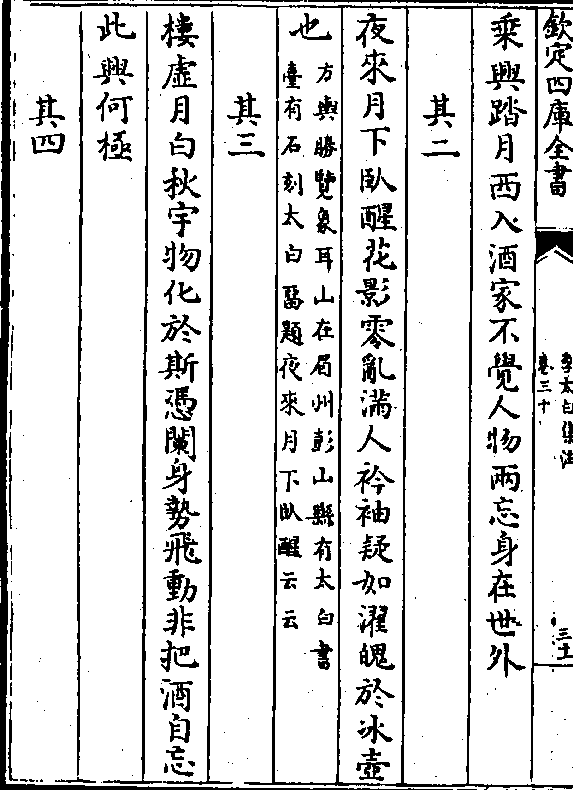 欽定四庫全書
李太白集注
卷三十
三十
乘興踏月西入酒家不覺人物兩忘身在世外
其二
夜來月下臥醒花影零亂滿人衿袖疑如濯魄於冰壺
也
方輿勝覽象耳山在眉州彭山縣有太白書
臺有石刻太白留題夜來月下臥醒云云
其三
棲虛月白秋宇物化於斯憑闌身勢飛動非把酒自忘
此興何極
其四